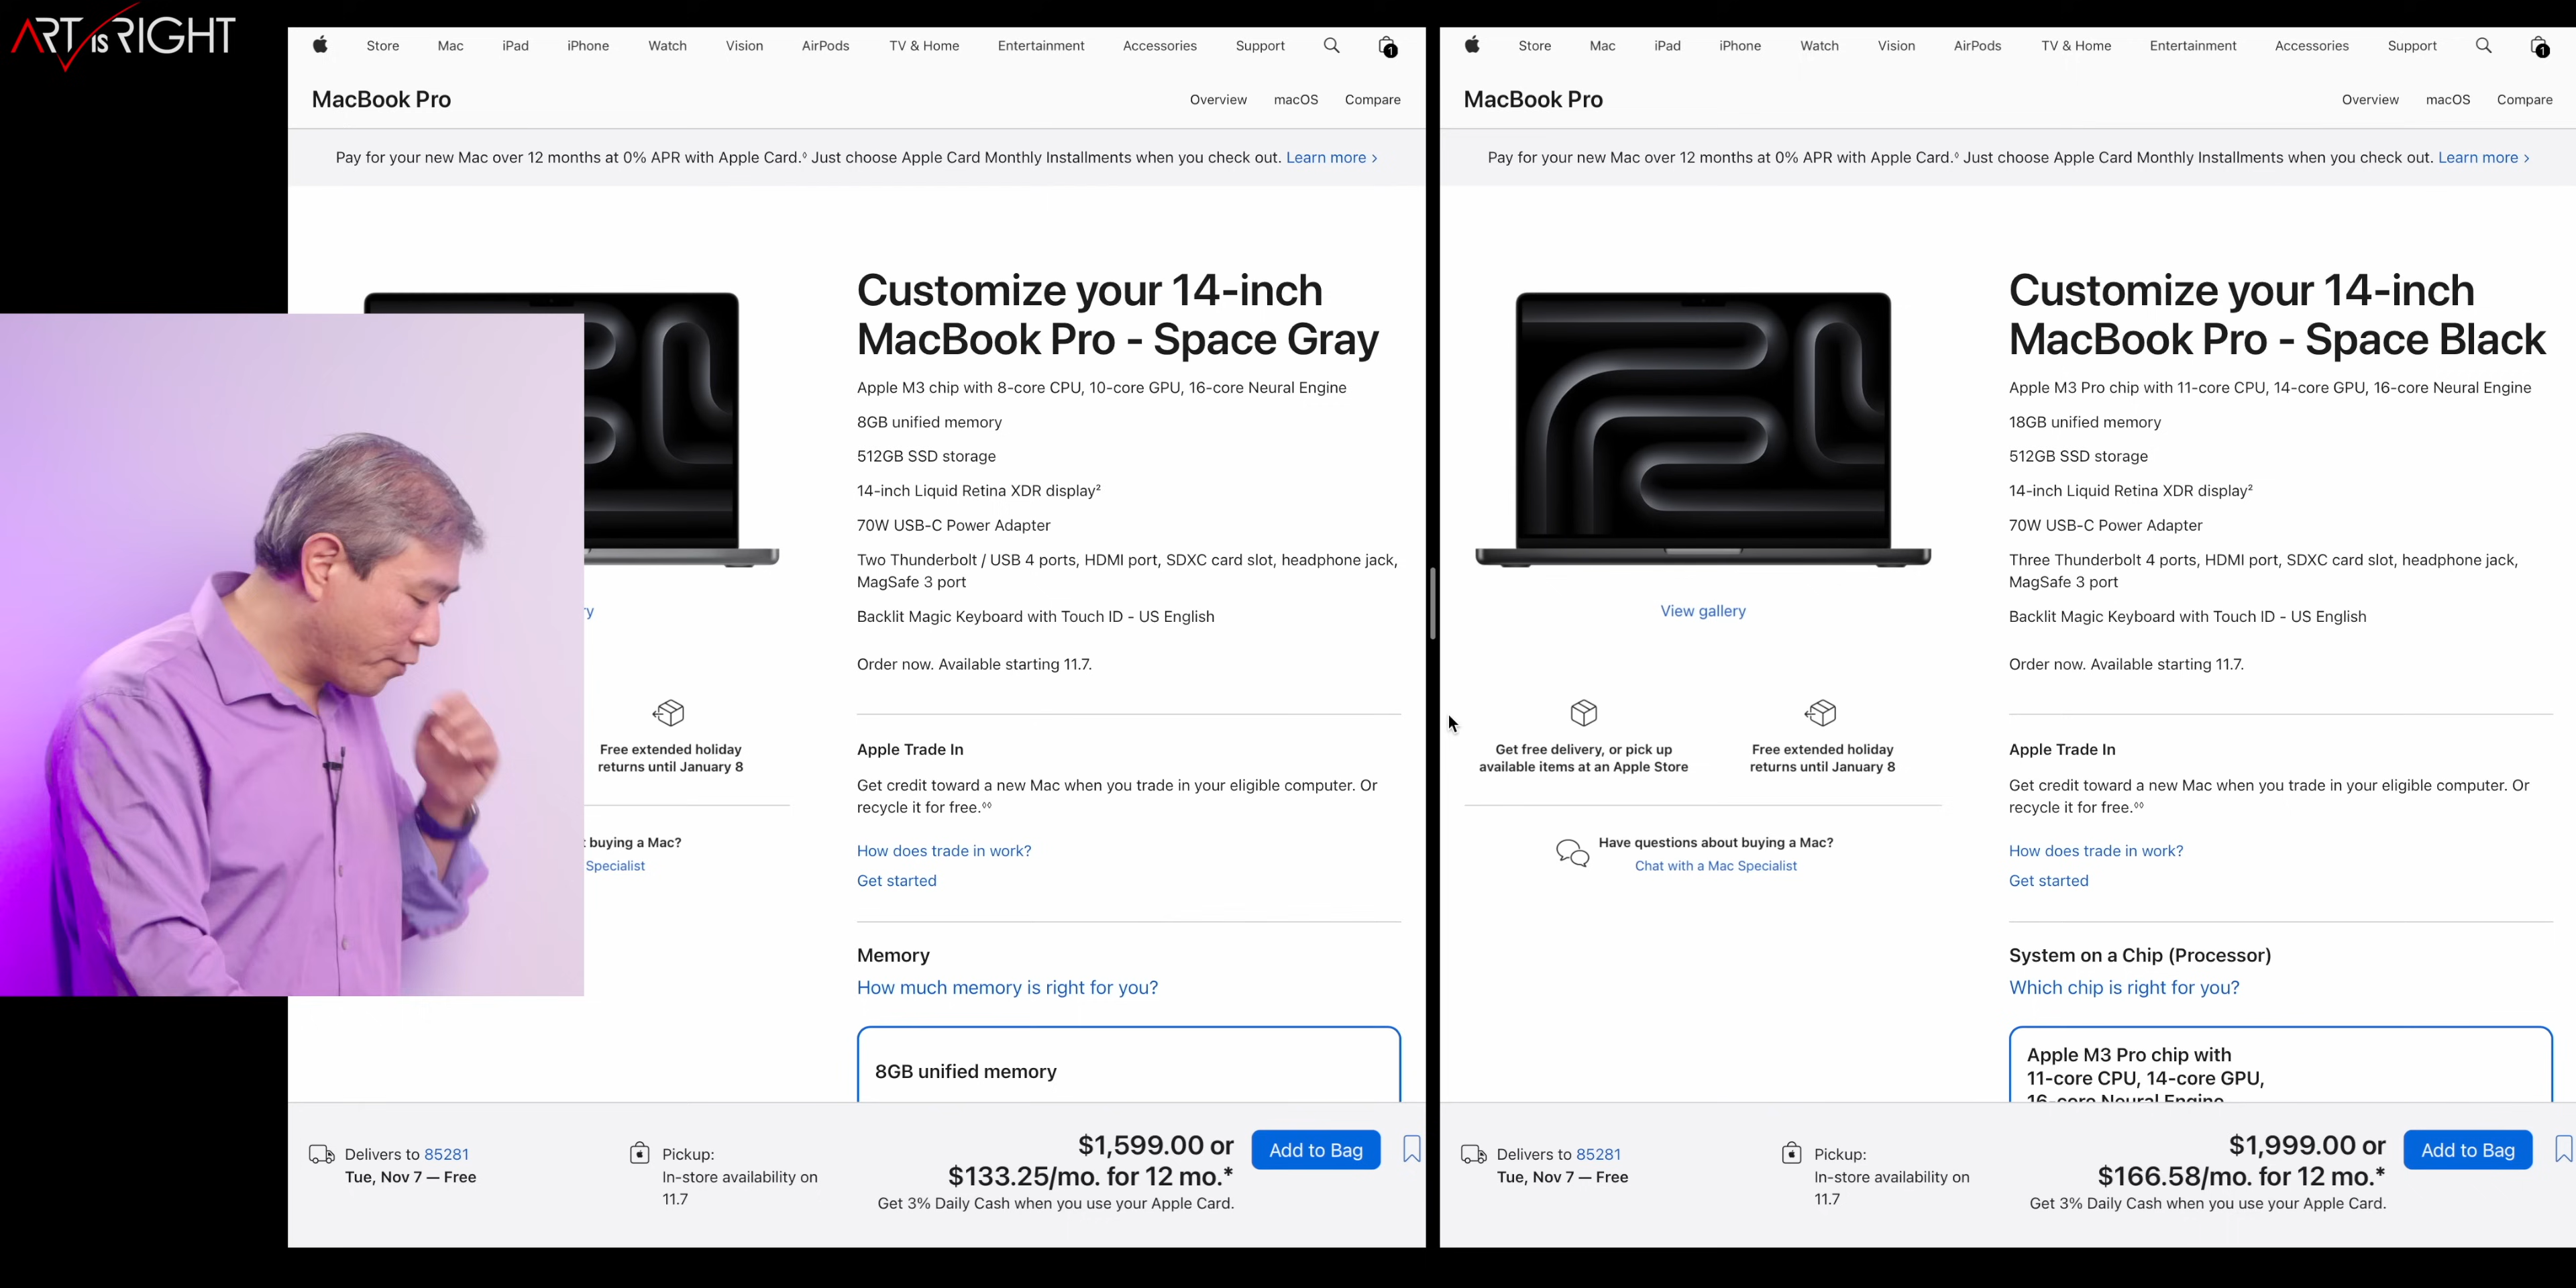 ART is RIGHT
Store Mac iPad iPhone Watch Vision AirPods TV & Home Entertainment Accessories Support 1
MacBook Pro
Overview macOS Compare
Pay for your new Mac over 12 months at 0% APR with Apple Card.◊ Just choose Apple Card Monthly Installments when you check out. Learn more >
Customize your 14-inch
MacBook Pro - Space Gray
Apple M3 chip with 8-core CPU, 10-core GPU, 16-core Neural Engine
8GB unified memory
512GB SSD storage
14-inch Liquid Retina XDR display²
70W USB-C Power Adapter
Two Thunderbolt / USB 4 ports, HDMI port, SDXC card slot, headphone jack,
MagSafe 3 port
Backlit Magic Keyboard with Touch ID - US English
Order now. Available starting 11.7.
Free extended holiday
returns until January 8
buying a Mac?
Specialist
Apple Trade In
Get credit toward a new Mac when you trade in your eligible computer. Or
recycle it for free.◊◊
How does trade in work?
Get started
Memory
How much memory is right for you?
8GB unified memory
Delivers to 85281
Tue, Nov 7 — Free
Pickup:
In-store availability on
11.7
$1,599.00 or
$133.25/mo. for 12 mo.*
Get 3% Daily Cash when you use your Apple Card.
Add to Bag
Store Mac iPad iPhone Watch Vision AirPods TV & Home Entertainment Accessories Support 1
MacBook Pro
Overview macOS Compare
Pay for your new Mac over 12 months at 0% APR with Apple Card.◊ Just choose Apple Card Monthly Installments when you check out. Learn more >
View gallery
Get free delivery, or pick up
available items at an Apple Store
Free extended holiday
returns until January 8
Have questions about buying a Mac?
Chat with a Mac Specialist
Customize your 14-inch
MacBook Pro - Space Black
Apple M3 Pro chip with 11-core CPU, 14-core GPU, 16-core Neural Engine
18GB unified memory
512GB SSD storage
14-inch Liquid Retina XDR display²
70W USB-C Power Adapter
Three Thunderbolt 4 ports, HDMI port, SDXC card slot, headphone jack,
MagSafe 3 port
Backlit Magic Keyboard with Touch ID - US English
Order now. Available starting 11.7.
Apple Trade In
Get credit toward a new Mac when you trade in your eligible computer. Or
recycle it for free.◊◊
How does trade in work?
Get started
System on a Chip (Processor)
Which chip is right for you?
Apple M3 Pro chip with
11-core CPU, 14-core GPU,
16-core Neural Engine
Delivers to 85281
Tue, Nov 7 — Free
Pickup:
In-store availability on
11.7
$1,999.00 or
$166.58/mo. for 12 mo.*
Get 3% Daily Cash when you use your Apple Card.
Add to Bag